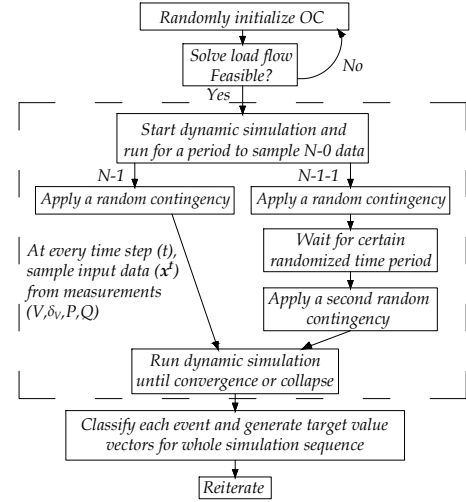 Randomly initialize OC
Solve load flow
Feasible?
No
Yes
Start dynamic simulation and
run for a period to sample N-0 data
N-1
N-1-1
Apply a random contingency
Apply a random contingency
At every time step (t),
sample input data (xᵗ)
from measurements
(V,δᵥ,P,Q)
Wait for certain
randomized time period
Apply a second random
contingency
Run dynamic simulation
until convergence or collapse
Classify each event and generate target value
vectors for whole simulation sequence
Reiterate